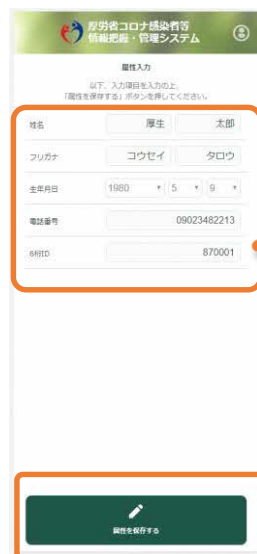 厚労省コロナ感染者等
情報把握・管理システム
属性入力
以下、入力項目を入力の上、
「属性を保存する」ボタンを押してください。
姓名 厚生 太郎
フリガナ コウセイ タロウ
生年月日 1980 5 9
電話番号 09023482213
6桁ID 870001
属性を保存する